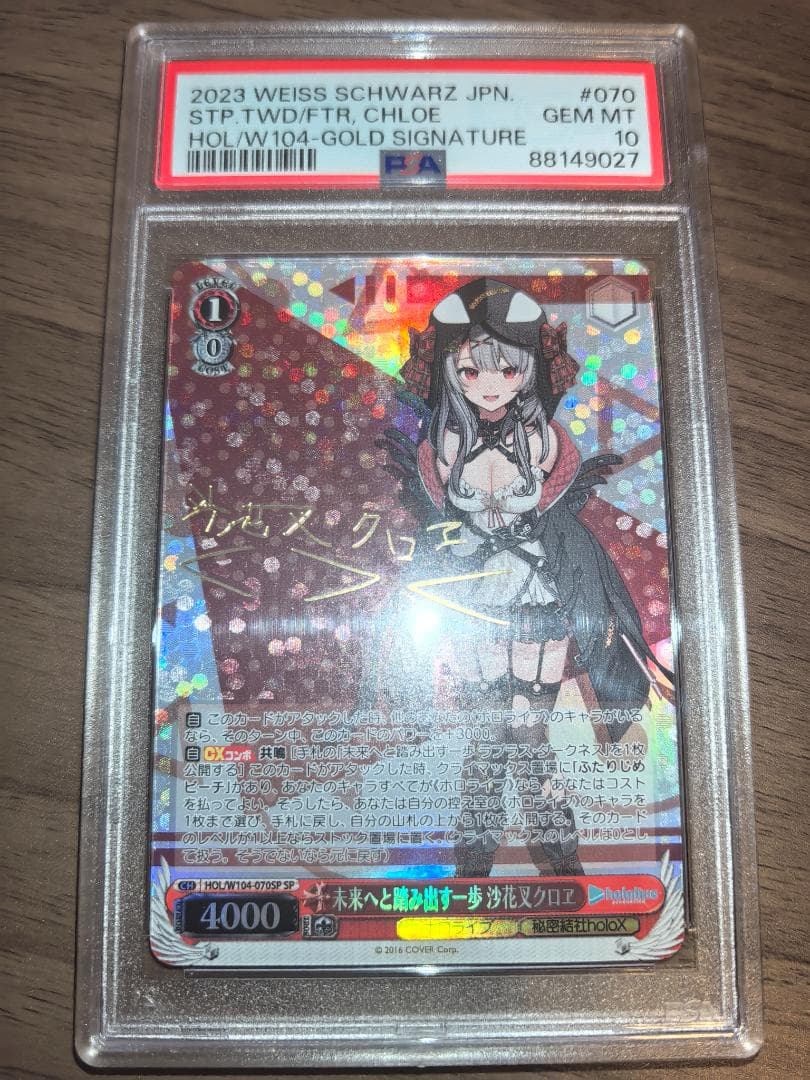 2023 WEISS SCHWARZ JPN. #070
STP.TWD/FTR, CHLOE GEM MT
HOL/W104-GOLD SIGNATURE 10
PSA 88149027
LEVEL
1
0
COST
沙花叉クロヱ
自 このカードがアタックした時、他のあなたの《ホロライブ》のキャラがいる
なら、そのターン中、このカードのパワーを+3000。
自 CXコンボ 共鳴 [手札の「未来へと踏み出す一歩 ラプラス・ダークネス」を1枚
公開する] このカードがアタックした時、クライマックス置場に「ふたりじめ
ピーチ」があり、あなたのキャラすべてが《ホロライブ》なら、あなたはコスト
を払ってよい。そうしたら、あなたは自分の控え室の《ホロライブ》のキャラを
1枚まで選び、手札に戻し、自分の山札の上から1枚を公開する。そのカード
のレベルが1以上ならストック置場に置く。(クライマックスのレベルは0とし
て扱う。そうでないなら元に戻す)
CH HOL/W104-070SP SP
未来へと踏み出す一歩 沙花叉クロヱ
hololive
4000
ホロライブ 秘密結社holoX
© 2016 COVER Corp.
PSA